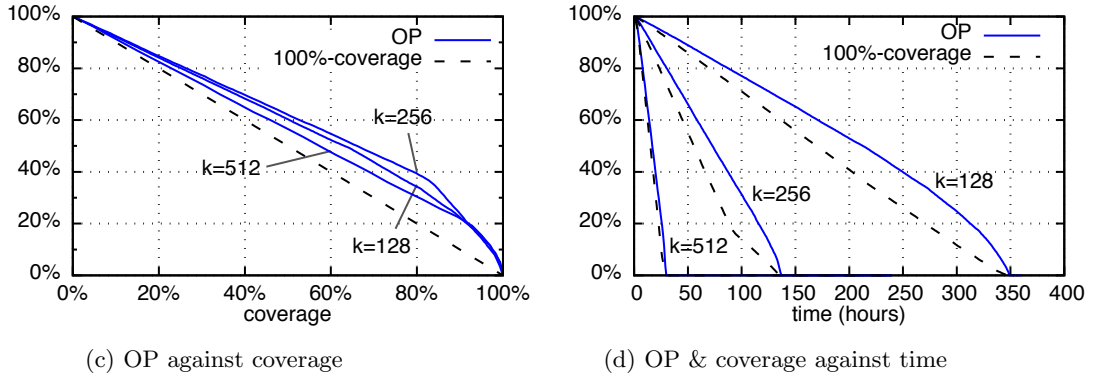 100%
80%
60%
40%
20%
0%
OP
100%-coverage
k=256
k=512
k=128
0% 20% 40% 60% 80% 100%
coverage
(c) OP against coverage
100%
80%
60%
40%
20%
0%
OP
100%-coverage
k=128
k=256
k=512
0 50 100 150 200 250 300 350 400
time (hours)
(d) OP & coverage against time